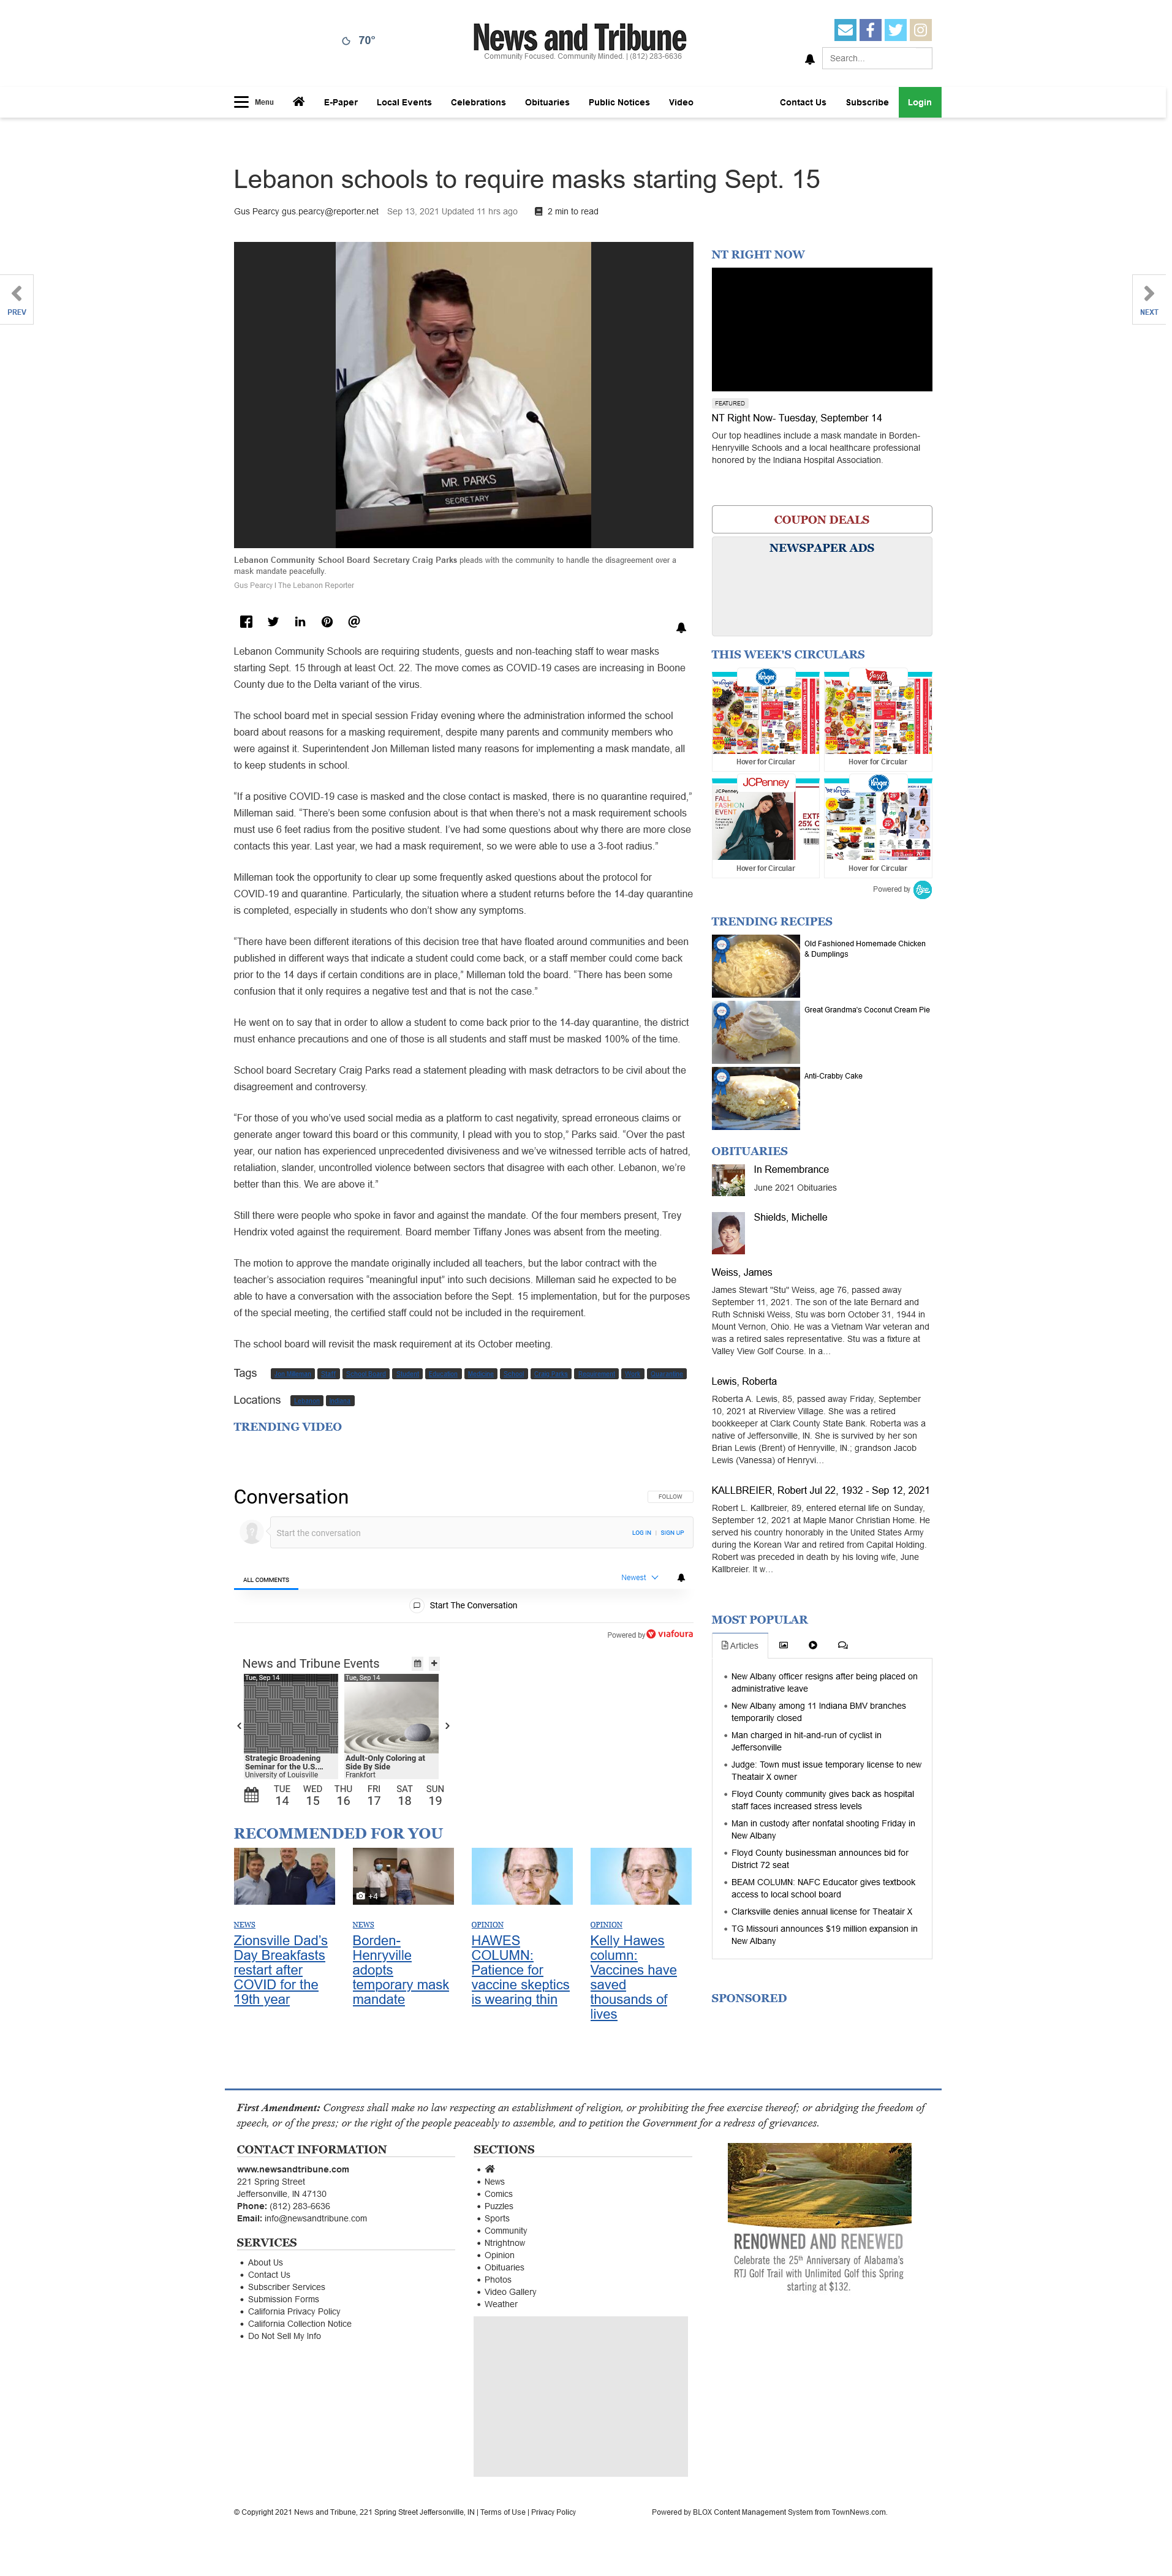 70°
News and Tribune
Community Focused. Community Minded. | (812) 283-6636
Search...
Menu
E-Paper
Local Events
Celebrations
Obituaries
Public Notices
Video
Contact Us
Subscribe
Login
Lebanon schools to require masks starting Sept. 15
Gus Pearcy gus.pearcy@reporter.net Sep 13, 2021 Updated 11 hrs ago 2 min to read
PREV
NEXT
MR. PARKS
SECRETARY
Lebanon Community School Board Secretary Craig Parks pleads with the community to handle the disagreement over a
mask mandate peacefully.
Gus Pearcy | The Lebanon Reporter
Lebanon Community Schools are requiring students, guests and non-teaching staff to wear masks
starting Sept. 15 through at least Oct. 22. The move comes as COVID-19 cases are increasing in Boone
County due to the Delta variant of the virus.
The school board met in special session Friday evening where the administration informed the school
board about reasons for a masking requirement, despite many parents and community members who
were against it. Superintendent Jon Milleman listed many reasons for implementing a mask mandate, all
to keep students in school.
“If a positive COVID-19 case is masked and the close contact is masked, there is no quarantine required,”
Milleman said. “There’s been some confusion about is that when there’s not a mask requirement schools
must use 6 foot radius from the positive student. I’ve had some questions about why there are more close
contacts this year. Last year, we had a mask requirement, so we were able to use a 3-foot radius.”
Milleman took the opportunity to clear up some frequently asked questions about the protocol for
COVID-19 and quarantine. Particularly, the situation where a student returns before the 14-day quarantine
is completed, especially in students who don’t show any symptoms.
“There have been different iterations of this decision tree that have floated around communities and been
published in different ways that indicate a student could come back, or a staff member could come back
prior to the 14 days if certain conditions are in place,” Milleman told the board. “There has been some
confusion that it only requires a negative test and that is not the case.”
He went on to say that in order to allow a student to come back prior to the 14-day quarantine, the district
must enhance precautions and one of those is all students and staff must be masked 100% of the time.
School board Secretary Craig Parks read a statement pleading with mask detractors to be civil about the
disagreement and controversy.
“For those of you who’ve used social media as a platform to cast negativity, spread erroneous claims or
generate anger toward this board or this community, I plead with you to stop,” Parks said. “Over the past
year, our nation has experienced unprecedented divisiveness and we’ve witnessed terrible acts of hatred,
retaliation, slander, uncontrolled violence between sectors that disagree with each other. Lebanon, we’re
better than this. We are above it.”
Still there were people who spoke in favor and against the mandate. Of the four members present, Trey
Hendrix voted against the requirement. Board member Tiffany Jones was absent from the meeting.
The motion to approve the mandate originally included all teachers, but the labor contract with the
teacher’s association requires “meaningful input” into such decisions. Milleman said he expected to be
able to have a conversation with the association before the Sept. 15 implementation, but for the purposes
of the special meeting, the certified staff could not be included in the requirement.
The school board will revisit the mask requirement at its October meeting.
Tags
Locations
TRENDING VIDEO
Conversation
FOLLOW
Start the conversation
LOG IN | SIGN UP
ALL COMMENTS
Newest
Start The Conversation
Powered by viafoura
News and Tribune Events
Tue, Sep 14
Strategic Broadening
Seminar for the U.S....
University of Louisville
Tue, Sep 14
Adult-Only Coloring at
Side By Side
Frankfort
TUE WED THU FRI SAT SUN
14 15 16 17 18 19
RECOMMENDED FOR YOU
NEWS
Zionsville Dad’s
Day Breakfasts
restart after
COVID for the
19th year
+4
NEWS
Borden-
Henryville
adopts
temporary mask
mandate
OPINION
HAWES
COLUMN:
Patience for
vaccine skeptics
is wearing thin
OPINION
Kelly Hawes
column:
Vaccines have
saved
thousands of
lives
NT RIGHT NOW
FEATURED
NT Right Now- Tuesday, September 14
Our top headlines include a mask mandate in Borden-
Henryville Schools and a local healthcare professional
honored by the Indiana Hospital Association.
COUPON DEALS
NEWSPAPER ADS
THIS WEEK'S CIRCULARS
Kroger
Hover for Circular
JayC
Hover for Circular
JCPenney
FALL
FASHION
EVENT
EXTR
25% O
Hover for Circular
Kroger
Hover for Circular
Powered by
TRENDING RECIPES
Old Fashioned Homemade Chicken
& Dumplings
Great Grandma's Coconut Cream Pie
Anti-Crabby Cake
OBITUARIES
In Remembrance
June 2021 Obituaries
Shields, Michelle
Weiss, James
James Stewart "Stu" Weiss, age 76, passed away
September 11, 2021. The son of the late Bernard and
Ruth Schniski Weiss, Stu was born October 31, 1944 in
Mount Vernon, Ohio. He was a Vietnam War veteran and
was a retired sales representative. Stu was a fixture at
Valley View Golf Course. In a…
Lewis, Roberta
Roberta A. Lewis, 85, passed away Friday, September
10, 2021 at Riverview Village. She was a retired
bookkeeper at Clark County State Bank. Roberta was a
native of Jeffersonville, IN. She is survived by her son
Brian Lewis (Brent) of Henryville, IN.; grandson Jacob
Lewis (Vanessa) of Henryvi…
KALLBREIER, Robert Jul 22, 1932 - Sep 12, 2021
Robert L. Kallbreier, 89, entered eternal life on Sunday,
September 12, 2021 at Maple Manor Christian Home. He
served his country honorably in the United States Army
during the Korean War and retired from Capital Holding.
Robert was preceded in death by his loving wife, June
Kallbreier. It w…
MOST POPULAR
Articles
New Albany officer resigns after being placed on
administrative leave
New Albany among 11 Indiana BMV branches
temporarily closed
Man charged in hit-and-run of cyclist in
Jeffersonville
Judge: Town must issue temporary license to new
Theatair X owner
Floyd County community gives back as hospital
staff faces increased stress levels
Man in custody after nonfatal shooting Friday in
New Albany
Floyd County businessman announces bid for
District 72 seat
BEAM COLUMN: NAFC Educator gives textbook
access to local school board
Clarksville denies annual license for Theatair X
TG Missouri announces $19 million expansion in
New Albany
SPONSORED
First Amendment: Congress shall make no law respecting an establishment of religion, or prohibiting the free exercise thereof; or abridging the freedom of
speech, or of the press; or the right of the people peaceably to assemble, and to petition the Government for a redress of grievances.
CONTACT INFORMATION
www.newsandtribune.com
221 Spring Street
Jeffersonville, IN 47130
Phone: (812) 283-6636
Email: info@newsandtribune.com
SERVICES
About Us
Contact Us
Subscriber Services
Submission Forms
California Privacy Policy
California Collection Notice
Do Not Sell My Info
SECTIONS
News
Comics
Puzzles
Sports
Community
Ntrightnow
Opinion
Obituaries
Photos
Video Gallery
Weather
RENOWNED AND RENEWED
Celebrate the 25th Anniversary of Alabama's
RTJ Golf Trail with Unlimited Golf this Spring
starting at $132.
© Copyright 2021 News and Tribune, 221 Spring Street Jeffersonville, IN | Terms of Use | Privacy Policy
Powered by BLOX Content Management System from TownNews.com.